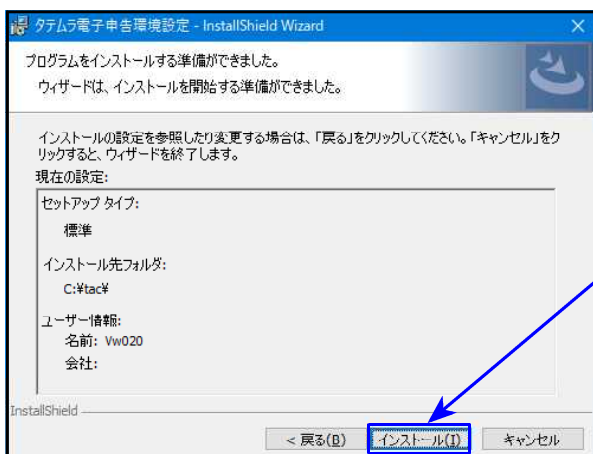 タテムラ電子申告環境設定 - InstallShield Wizard
プログラムをインストールする準備ができました。
ウィザードは、インストールを開始する準備ができました。
インストールの設定を参照したり変更する場合は、「戻る」をクリックしてください。「キャンセル」をク
リックすると、ウィザードを終了します。
現在の設定:
セットアップ タイプ:
標準
インストール先フォルダ:
C:¥tac¥
ユーザー情報:
名前: Vw020
会社:
InstallShield
< 戻る(B) インストール(I) キャンセル